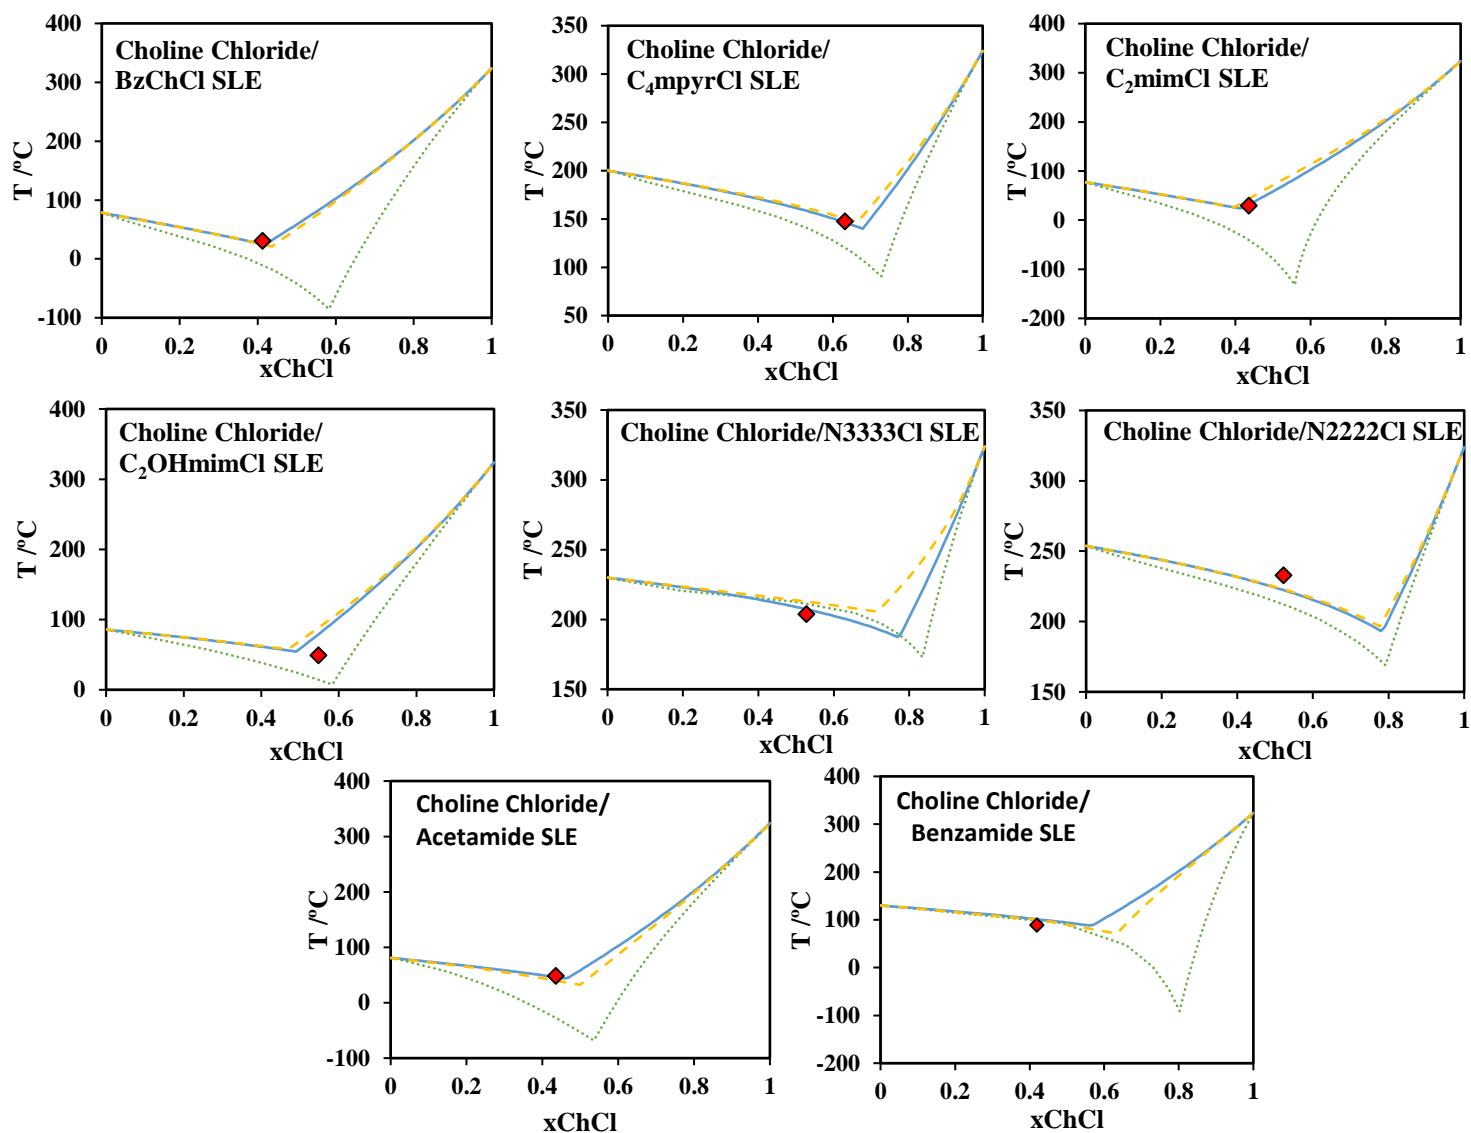 Choline Chloride/
BzChCl SLE
400
300
200
100
0
-100
T /ºC
0 0.2 0.4 0.6 0.8 1
xChCl
Choline Chloride/
C₄mpyrCl SLE
350
300
250
200
150
100
50
T /ºC
0 0.2 0.4 0.6 0.8 1
xChCl
Choline Chloride/
C₂mimCl SLE
400
300
200
100
0
-100
-200
T /ºC
0 0.2 0.4 0.6 0.8 1
xChCl
Choline Chloride/
C₂OHmimCl SLE
400
300
200
100
0
T /ºC
0 0.2 0.4 0.6 0.8 1
xChCl
Choline Chloride/N3333Cl SLE
350
300
250
200
150
T /ºC
0 0.2 0.4 0.6 0.8 1
xChCl
Choline Chloride/N2222Cl SLE
350
300
250
200
150
T /ºC
0 0.2 0.4 0.6 0.8 1
xChCl
Choline Chloride/
Acetamide SLE
400
300
200
100
0
-100
T /ºC
0 0.2 0.4 0.6 0.8 1
xChCl
Choline Chloride/
Benzamide SLE
400
300
200
100
0
-100
-200
T /ºC
0 0.2 0.4 0.6 0.8 1
xChCl